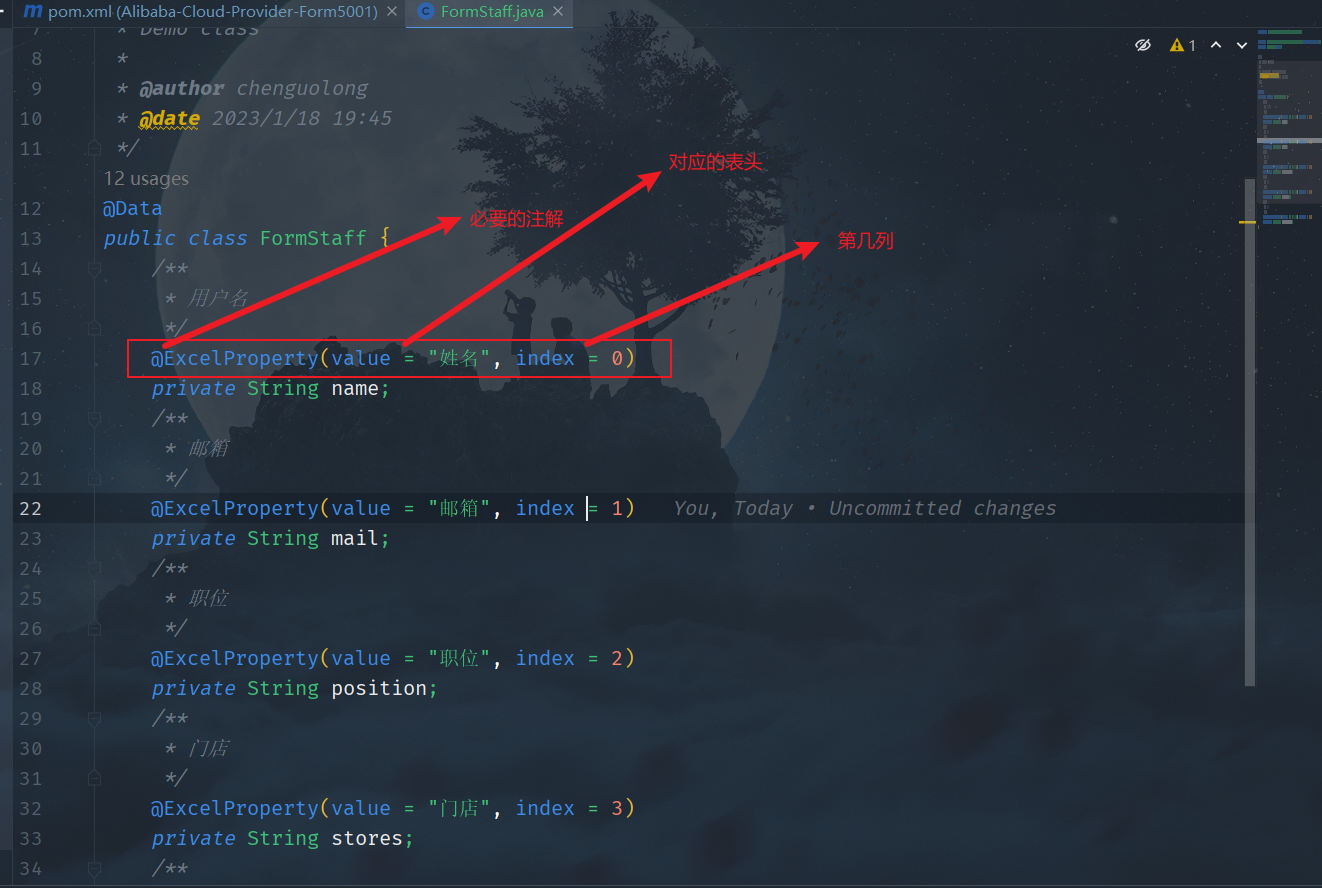 pom.xml (Alibaba-Cloud-Provider-Form5001)
FormStaff.java
7 * Demo class
1
8 *
9 * @author chenguolong
10 * @date 2023/1/18 19:45
11 */
对应的表头
12 usages
12 @Data
必要的注解
13 public class FormStaff {
第几列
14 /**
15 * 用户名
16 */
17 @ExcelProperty(value = "姓名", index = 0)
18 private String name;
19 /**
20 * 邮箱
21 */
22 @ExcelProperty(value = "邮箱", index = 1) You, Today • Uncommitted changes
23 private String mail;
24 /**
25 * 职位
26 */
27 @ExcelProperty(value = "职位", index = 2)
28 private String position;
29 /**
30 * 门店
31 */
32 @ExcelProperty(value = "门店", index = 3)
33 private String stores;
34 /**